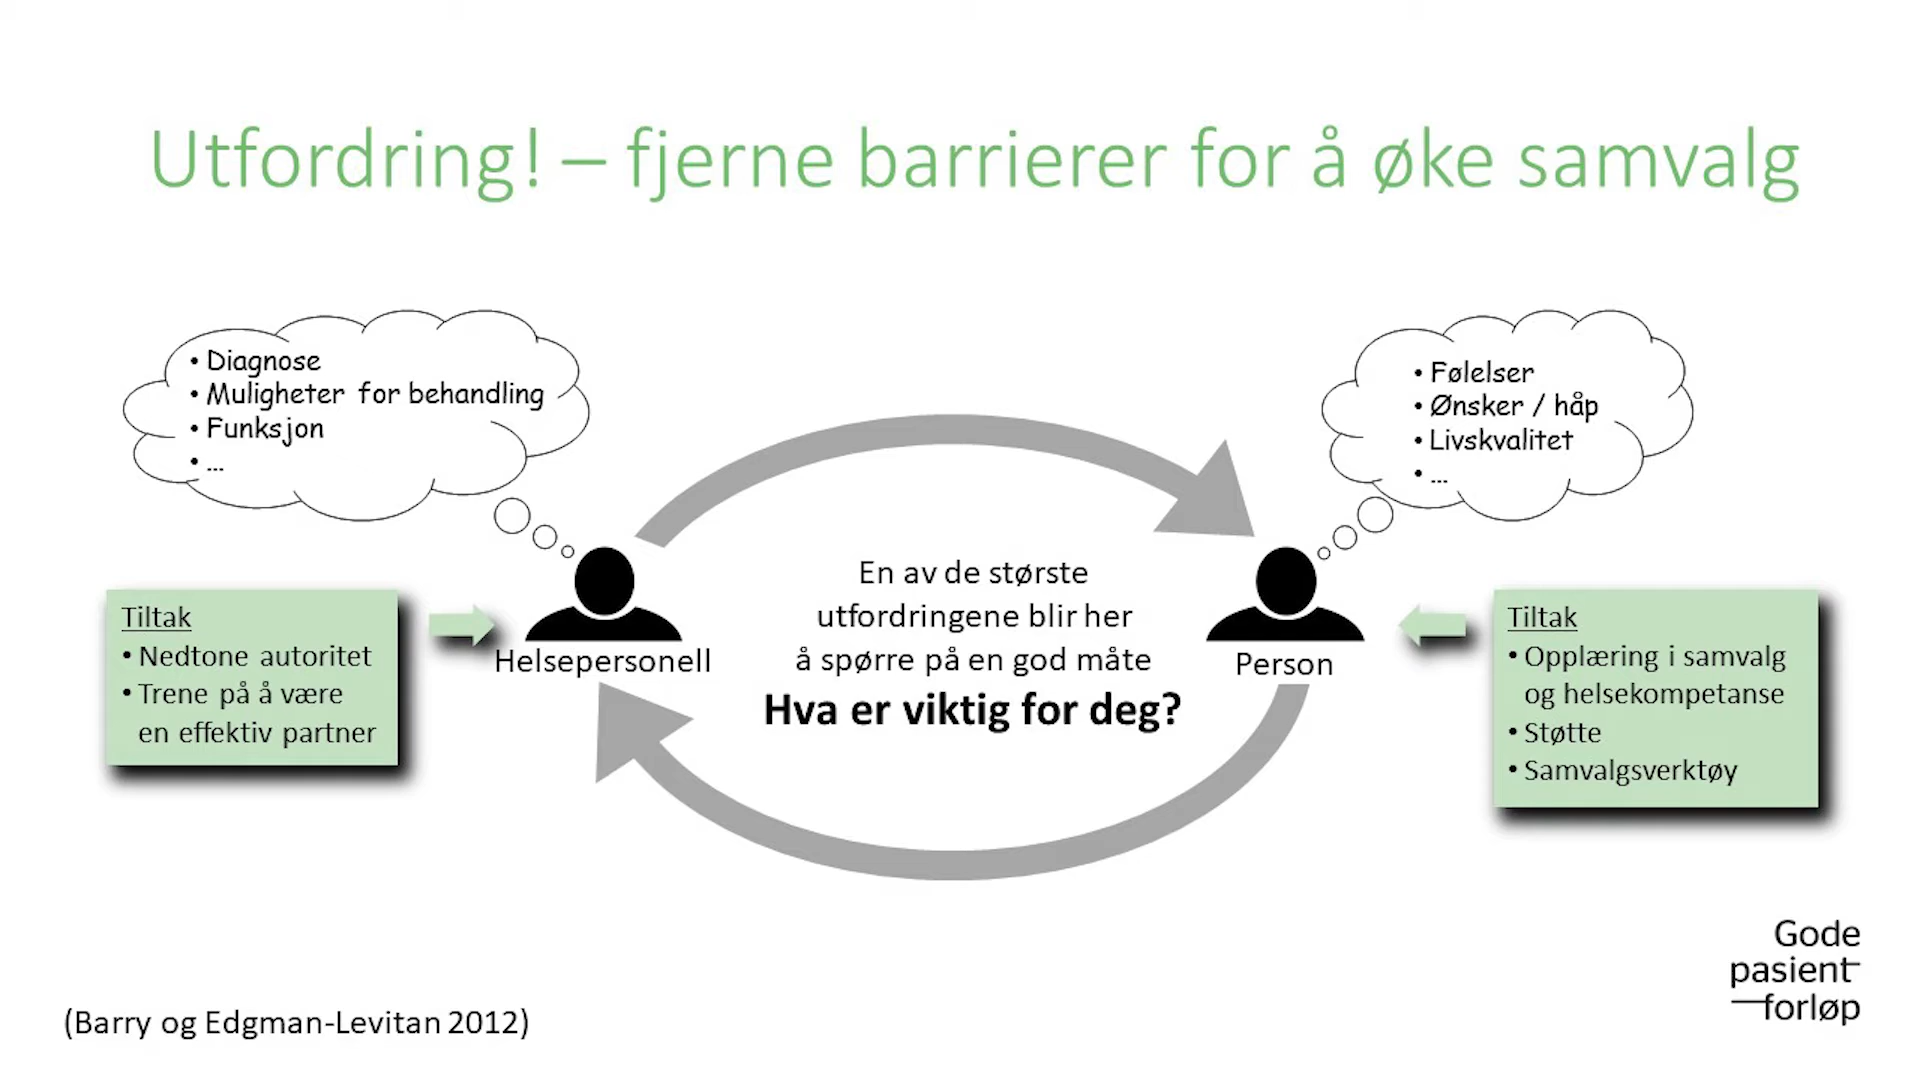 Utfordring! – fjerne barrierer for å øke samvalg
• Diagnose
• Muligheter for behandling
• Funksjon
• ...
• Følelser
• Ønsker / håp
• Livskvalitet
• ...
Tiltak
• Nedtone autoritet
• Trene på å være
en effektiv partner
Helsepersonell
En av de største
utfordringene blir her
å spørre på en god måte
Hva er viktig for deg?
Person
Tiltak
• Opplæring i samvalg
og helsekompetanse
• Støtte
• Samvalgsverktøy
(Barry og Edgman-Levitan 2012)
Gode
pasient
forløp